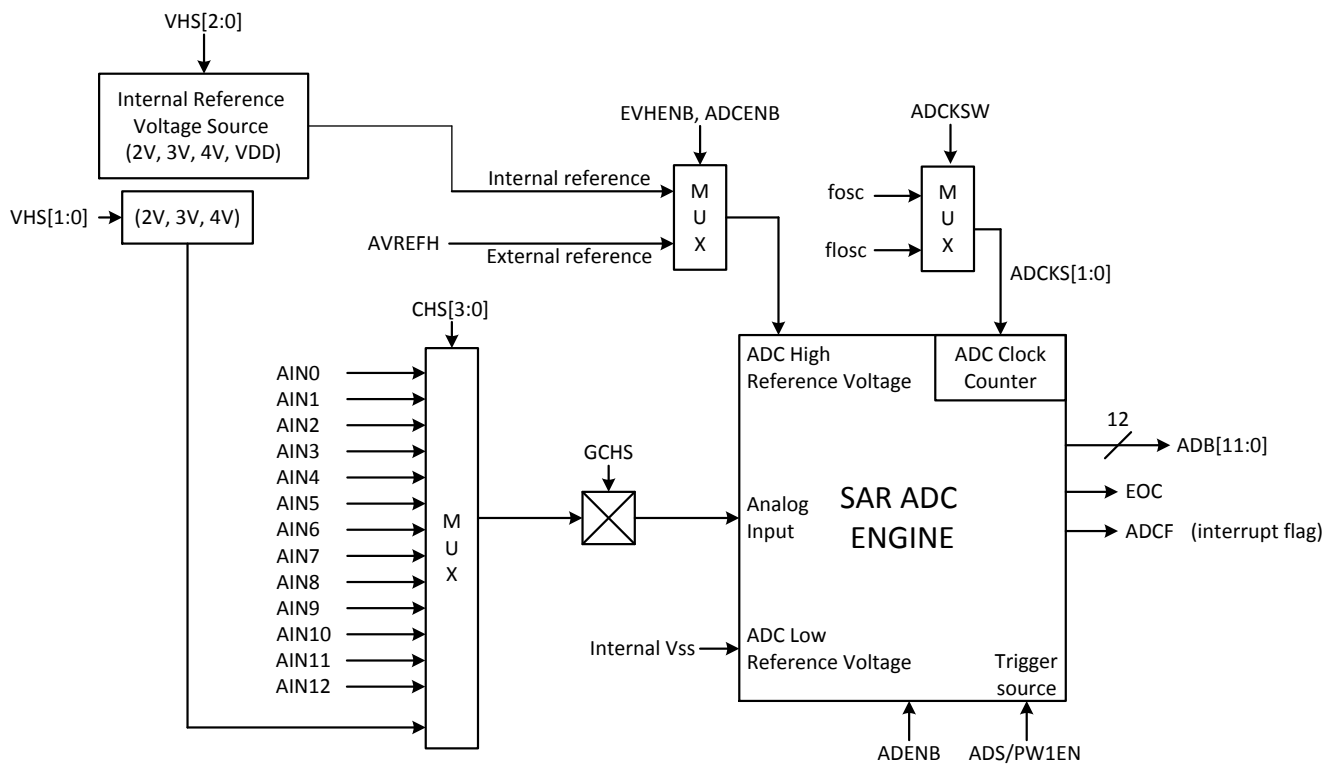 VHS[2:0]
Internal Reference
Voltage Source
(2V, 3V, 4V, VDD)
VHS[1:0]
(2V, 3V, 4V)
EVHENB, ADCENB
Internal reference
AVREFH
External reference
M
U
X
ADCKSW
fosc
flosc
M
U
X
ADCKS[1:0]
CHS[3:0]
AIN0
AIN1
AIN2
AIN3
AIN4
AIN5
AIN6
AIN7
AIN8
AIN9
AIN10
AIN11
AIN12
M
U
X
GCHS
ADC High
Reference Voltage
ADC Clock
Counter
Analog
Input
SAR ADC
ENGINE
12
ADB[11:0]
EOC
ADCF (interrupt flag)
Internal Vss
ADC Low
Reference Voltage
Trigger
source
ADENB
ADS/PW1EN